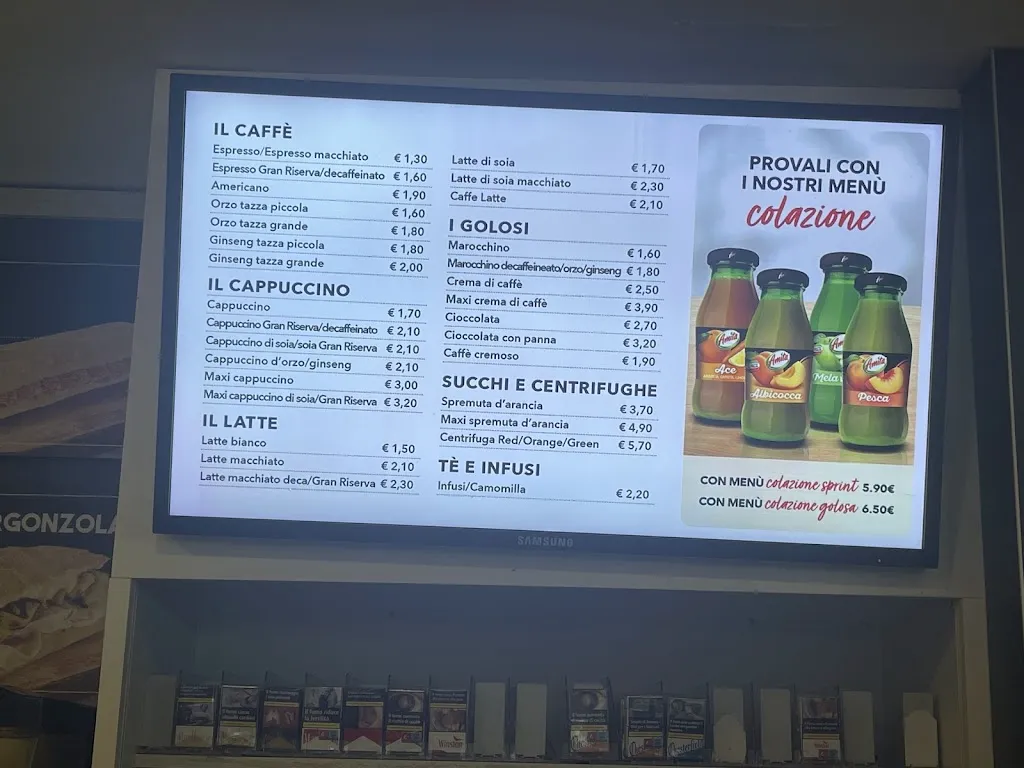 IL CAFFÈ
Espresso/Espresso macchiato € 1,30
Espresso Gran Riserva/decaffeinato € 1,60
Americano € 1,90
Orzo tazza piccola € 1,60
Orzo tazza grande € 1,80
Ginseng tazza piccola € 1,80
Ginseng tazza grande € 2,00
IL CAPPUCCINO
Cappuccino € 1,70
Cappuccino Gran Riserva/decaffeinato € 2,10
Cappuccino di soia/soia Gran Riserva € 2,10
Cappuccino d'orzo/ginseng € 2,10
Maxi cappuccino € 3,00
Maxi cappuccino di soia/Gran Riserva € 3,20
IL LATTE
Latte bianco € 1,50
Latte macchiato € 2,10
Latte macchiato deca/Gran Riserva € 2,30
Latte di soia € 1,70
Latte di soia macchiato € 2,30
Caffe Latte € 2,10
I GOLOSI
Marocchino € 1,60
Marocchino decaffeineato/orzo/ginseng € 1,80
Crema di caffè € 2,50
Maxi crema di caffè € 3,90
Cioccolata € 2,70
Cioccolata con panna € 3,20
Caffè cremoso € 1,90
SUCCHI E CENTRIFUGHE
Spremuta d'arancia € 3,70
Maxi spremuta d'arancia € 4,90
Centrifuga Red/Orange/Green € 5,70
TÈ E INFUSI
Infusi/Camomilla € 2,20
PROVALI CON
I NOSTRI MENÙ
colazione
Amita
Ace
Amita
Albicocca
Mela
Amita
Pesca
CON MENÙ colazione sprint 5.90€
CON MENÙ colazione golosa 6.50€
SAMSUNG
RGONZOLA
Winston